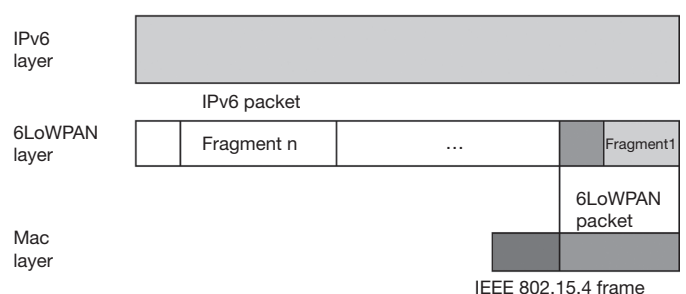 IPv6
layer
IPv6 packet
6LoWPAN
layer
Fragment n
...
Fragment1
6LoWPAN
packet
Mac
layer
IEEE 802.15.4 frame